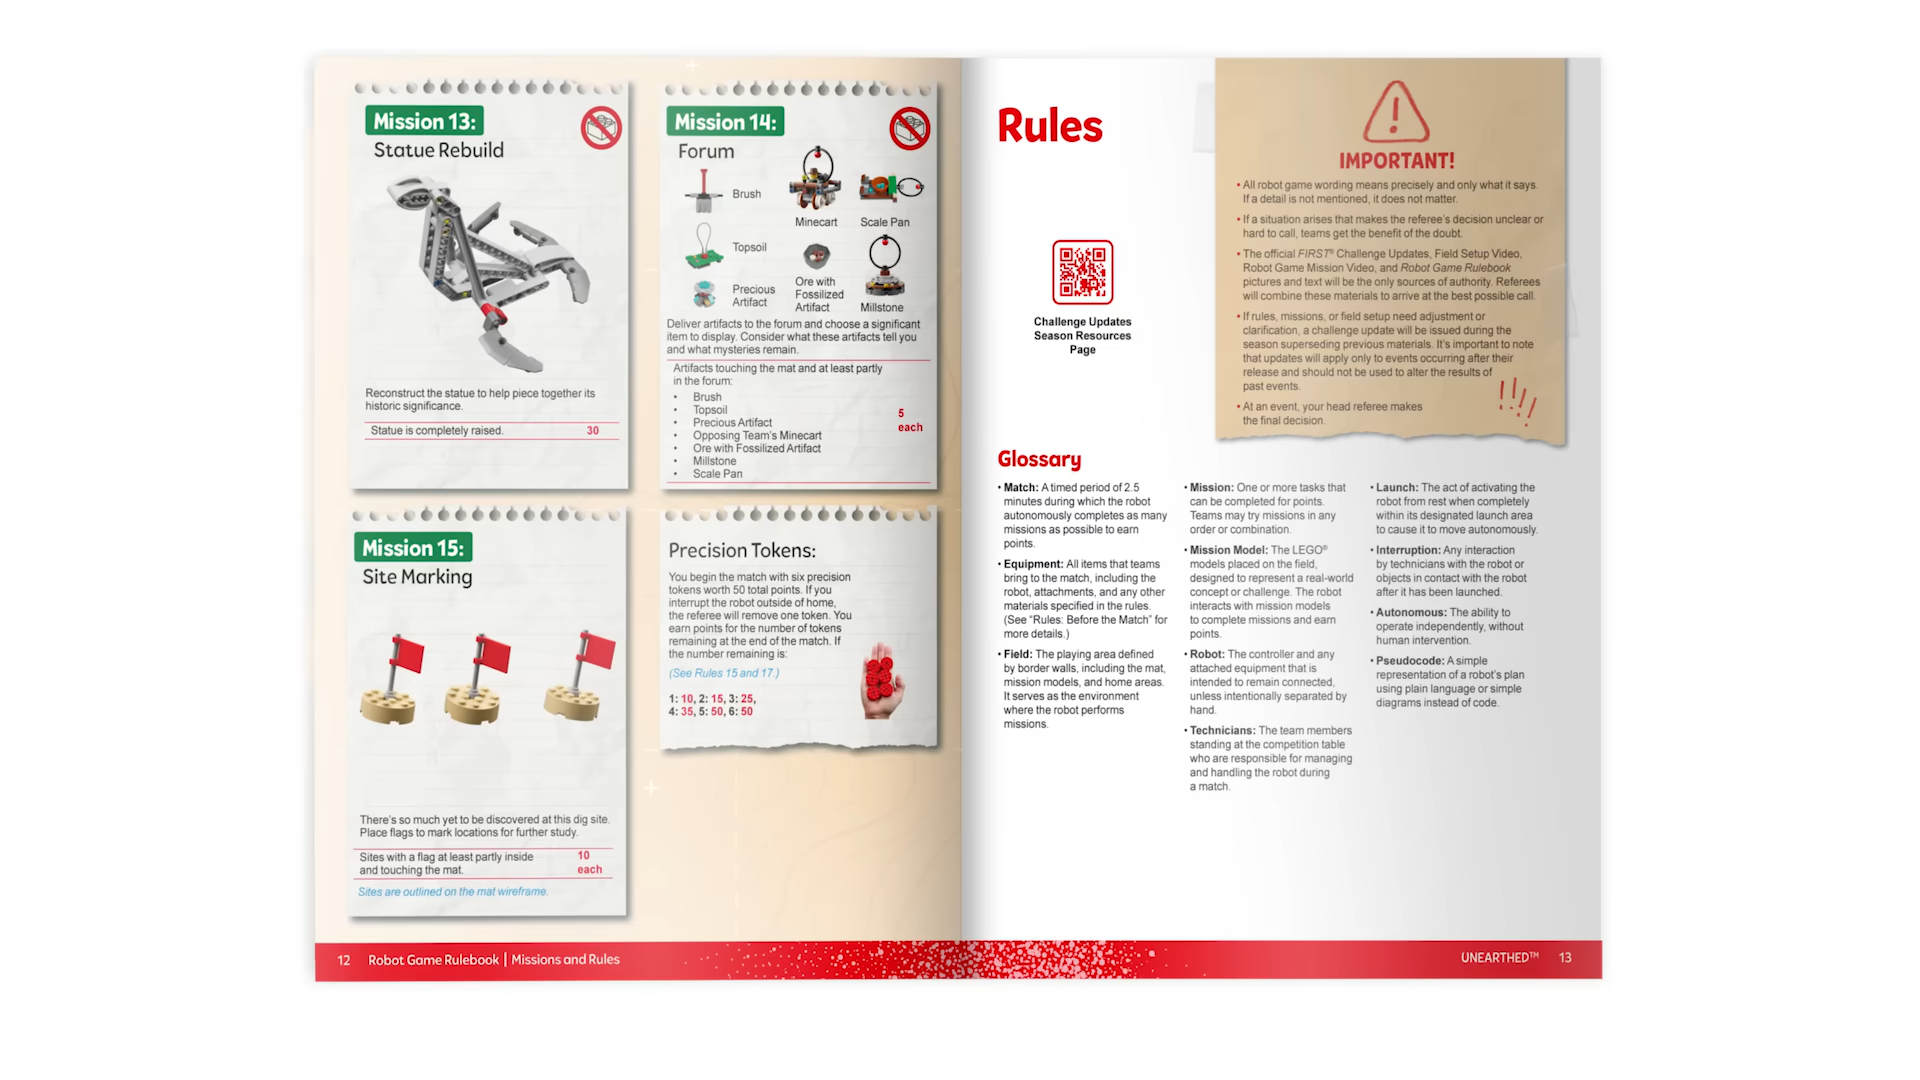 Mission 13:
Statue Rebuild
Reconstruct the statue to help piece together its
historic significance.
Statue is completely raised. 30
Mission 14:
Forum
Brush
Minecart
Scale Pan
Topsoil
Precious
Artifact
Ore with
Fossilized
Artifact
Millstone
Deliver artifacts to the forum and choose a significant
item to display. Consider what these artifacts tell you
and what mysteries remain.
Artifacts touching the mat and at least partly
in the forum:
• Brush
• Topsoil
• Precious Artifact
• Opposing Team's Minecart
• Ore with Fossilized Artifact
• Millstone
• Scale Pan
5
each
Mission 15:
Site Marking
There's so much yet to be discovered at this dig site.
Place flags to mark locations for further study.
Sites with a flag at least partly inside
and touching the mat.
10
each
Sites are outlined on the mat wireframe.
Precision Tokens:
You begin the match with six precision
tokens worth 50 total points. If you
interrupt the robot outside of home,
the referee will remove one token. You
earn points for the number of tokens
remaining at the end of the match. If
the number remaining is:
(See Rules 15 and 17.)
1: 10, 2: 15, 3: 25,
4: 35, 5: 50, 6: 50
12 Robot Game Rulebook | Missions and Rules
Rules
Challenge Updates
Season Resources
Page
!
IMPORTANT!
• All robot game wording means precisely and only what it says.
If a detail is not mentioned, it does not matter.
• If a situation arises that makes the referee's decision unclear or
hard to call, teams get the benefit of the doubt.
• The official FIRST® Challenge Updates, Field Setup Video,
Robot Game Mission Video, and Robot Game Rulebook
pictures and text will be the only sources of authority. Referees
will combine these materials to arrive at the best possible call.
• If rules, missions, or field setup need adjustment or
clarification, a challenge update will be issued during the
season superseding previous materials. It's important to note
that updates will apply only to events occurring after their
release and should not be used to alter the results of
past events.
• At an event, your head referee makes
the final decision.
!!!!
Glossary
• Match: A timed period of 2.5
minutes during which the robot
autonomously completes as many
missions as possible to earn
points.
• Equipment: All items that teams
bring to the match, including the
robot, attachments, and any other
materials specified in the rules.
(See “Rules: Before the Match” for
more details.)
• Field: The playing area defined
by border walls, including the mat,
mission models, and home areas.
It serves as the environment
where the robot performs
missions.
• Mission: One or more tasks that
can be completed for points.
Teams may try missions in any
order or combination.
• Mission Model: The LEGO®
models placed on the field,
designed to represent a real-world
concept or challenge. The robot
interacts with mission models
to complete missions and earn
points.
• Robot: The controller and any
attached equipment that is
intended to remain connected,
unless intentionally separated by
hand.
• Technicians: The team members
standing at the competition table
who are responsible for managing
and handling the robot during
a match.
• Launch: The act of activating the
robot from rest when completely
within its designated launch area
to cause it to move autonomously.
• Interruption: Any interaction
by technicians with the robot or
objects in contact with the robot
after it has been launched.
• Autonomous: The ability to
operate independently, without
human intervention.
• Pseudocode: A simple
representation of a robot's plan
using plain language or simple
diagrams instead of code.
UNEARTHED™ 13